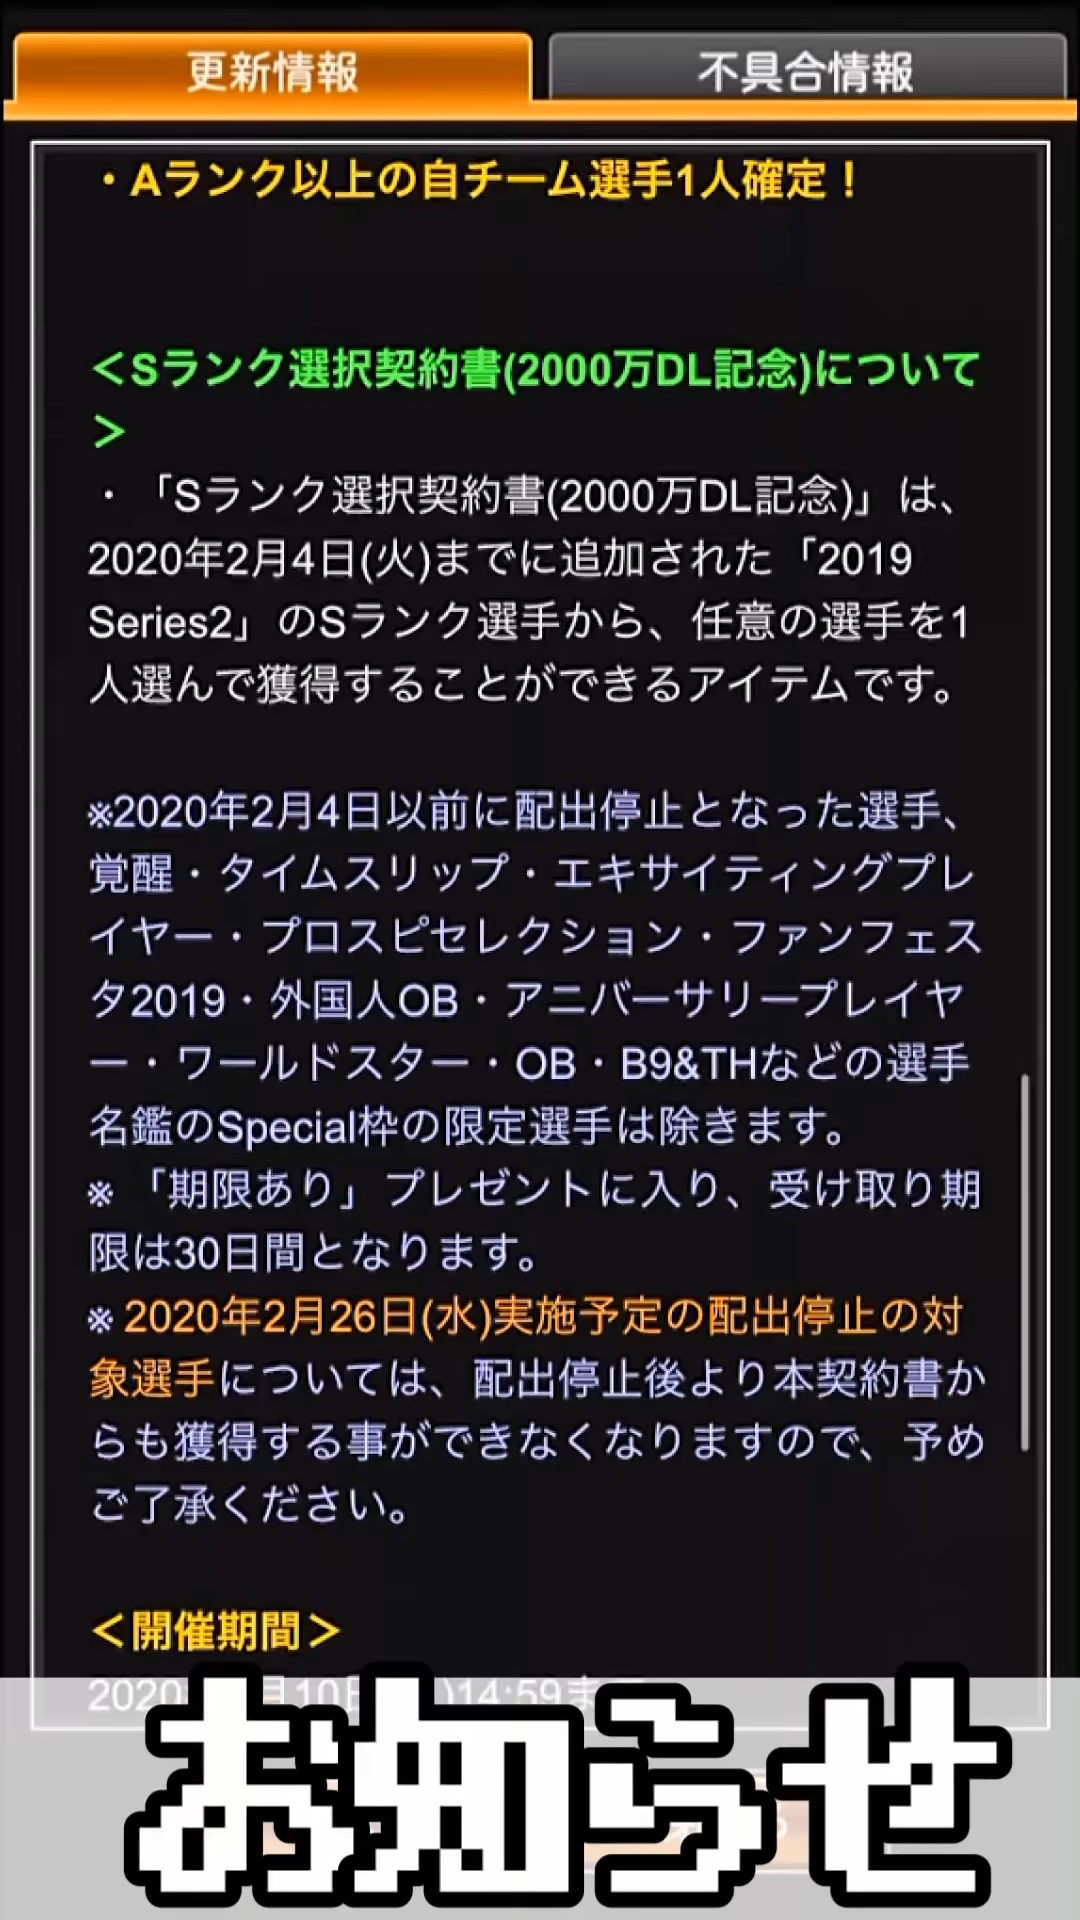 更新情報
不具合情報
・Aランク以上の自チーム選手1人確定！
＜Sランク選択契約書(2000万DL記念)について
＞
・「Sランク選択契約書(2000万DL記念)」は、
2020年2月4日(火)までに追加された「2019
Series2」のSランク選手から、任意の選手を1
人選んで獲得することができるアイテムです。
※2020年2月4日以前に配出停止となった選手、
覚醒・タイムスリップ・エキサイティングプレ
イヤー・プロスピセレクション・ファンフェス
タ2019・外国人OB・アニバーサリープレイヤ
ー・ワールドスター・OB・B9&THなどの選手
名鑑のSpecial枠の限定選手は除きます。
※「期限あり」プレゼントに入り、受け取り期
限は30日間となります。
※ 2020年2月26日(水)実施予定の配出停止の対
象選手については、配出停止後より本契約書か
らも獲得する事ができなくなりますので、予め
ご了承ください。
＜開催期間＞
2020 月10日 )14:59ま
お知らせ